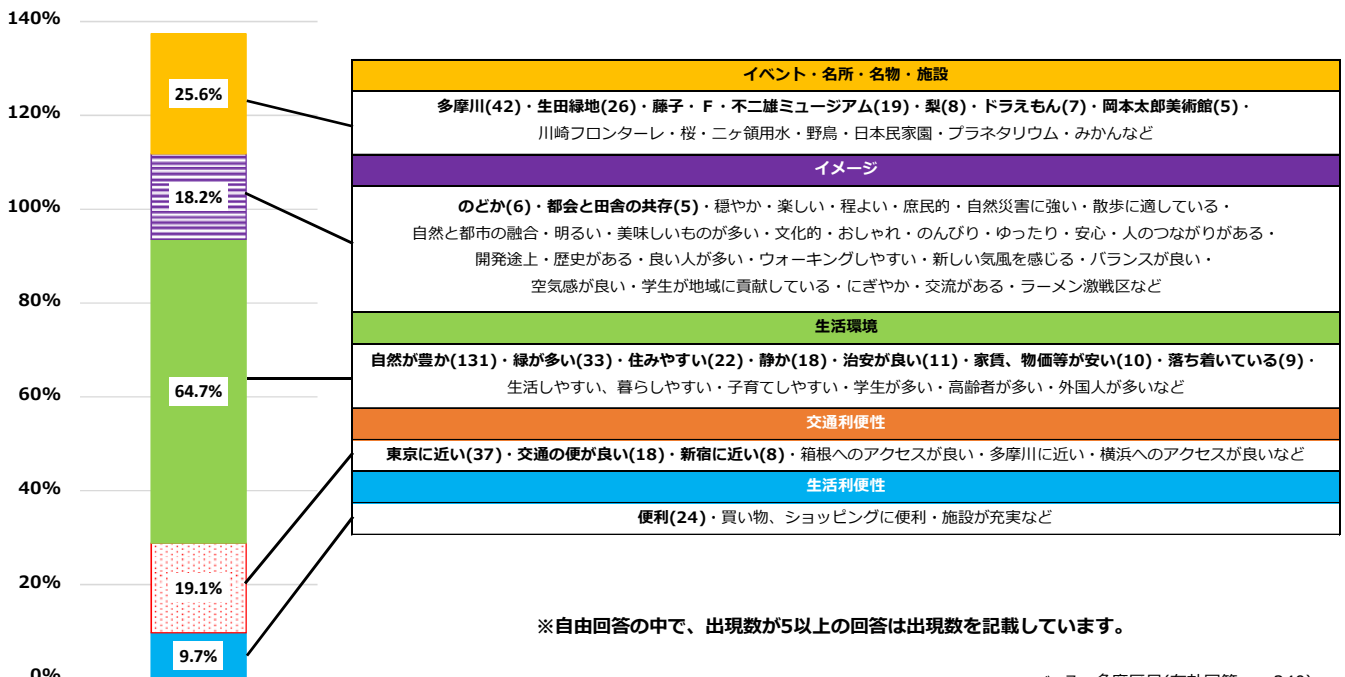 140%
120%
100%
80%
60%
40%
20%
0%
25.6%
18.2%
64.7%
19.1%
9.7%
イベント・名所・名物・施設
多摩川(42)・生田緑地(26)・藤子・F・不二雄ミュージアム(19)・梨(8)・ドラえもん(7)・岡本太郎美術館(5)・
川崎フロンターレ・桜・二ヶ領用水・野鳥・日本民家園・プラネタリウム・みかんなど
イメージ
のどか(6)・都会と田舎の共存(5)・穏やか・楽しい・程よい・庶民的・自然災害に強い・散歩に適している・
自然と都市の融合・明るい・美味しいものが多い・文化的・おしゃれ・のんびり・ゆったり・安心・人のつながりがある・
開発途上・歴史がある・良い人が多い・ウォーキングしやすい・新しい気風を感じる・バランスが良い・
空気感が良い・学生が地域に貢献している・にぎやか・交流がある・ラーメン激戦区など
生活環境
自然が豊か(131)・緑が多い(33)・住みやすい(22)・静か(18)・治安が良い(11)・家賃、物価等が安い(10)・落ち着いている(9)・
生活しやすい、暮らしやすい・子育てしやすい・学生が多い・高齢者が多い・外国人が多いなど
交通利便性
東京に近い(37)・交通の便が良い(18)・新宿に近い(8)・箱根へのアクセスが良い・多摩川に近い・横浜へのアクセスが良いなど
生活利便性
便利(24)・買い物、ショッピングに便利・施設が充実など
※自由回答の中で、出現数が5以上の回答は出現数を記載しています。